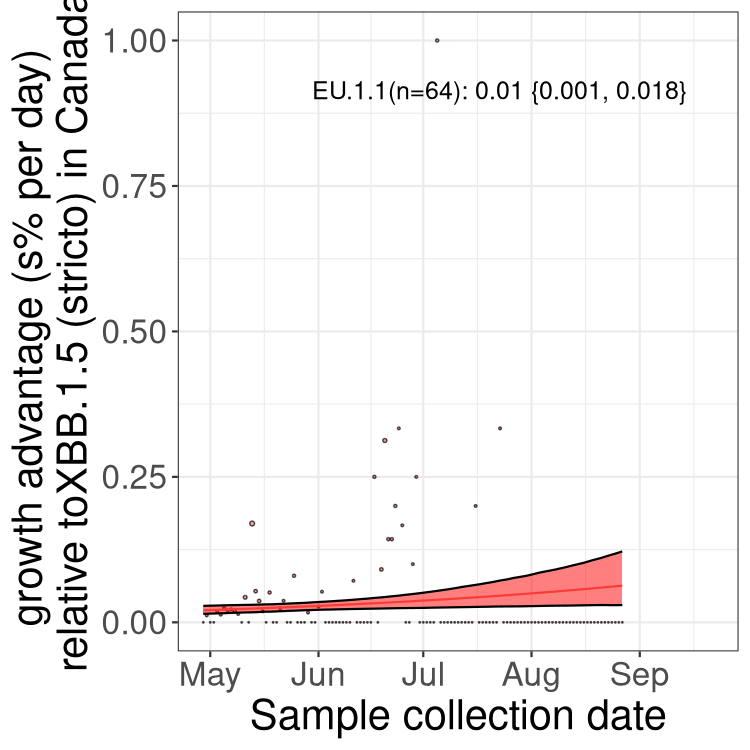 growth advantage (s% per day)
relative toXBB.1.5 (stricto) in Canada
1.00
0.75
0.50
0.25
0.00
EU.1.1(n=64): 0.01 {0.001, 0.018}
May Jun Jul Aug Sep
Sample collection date